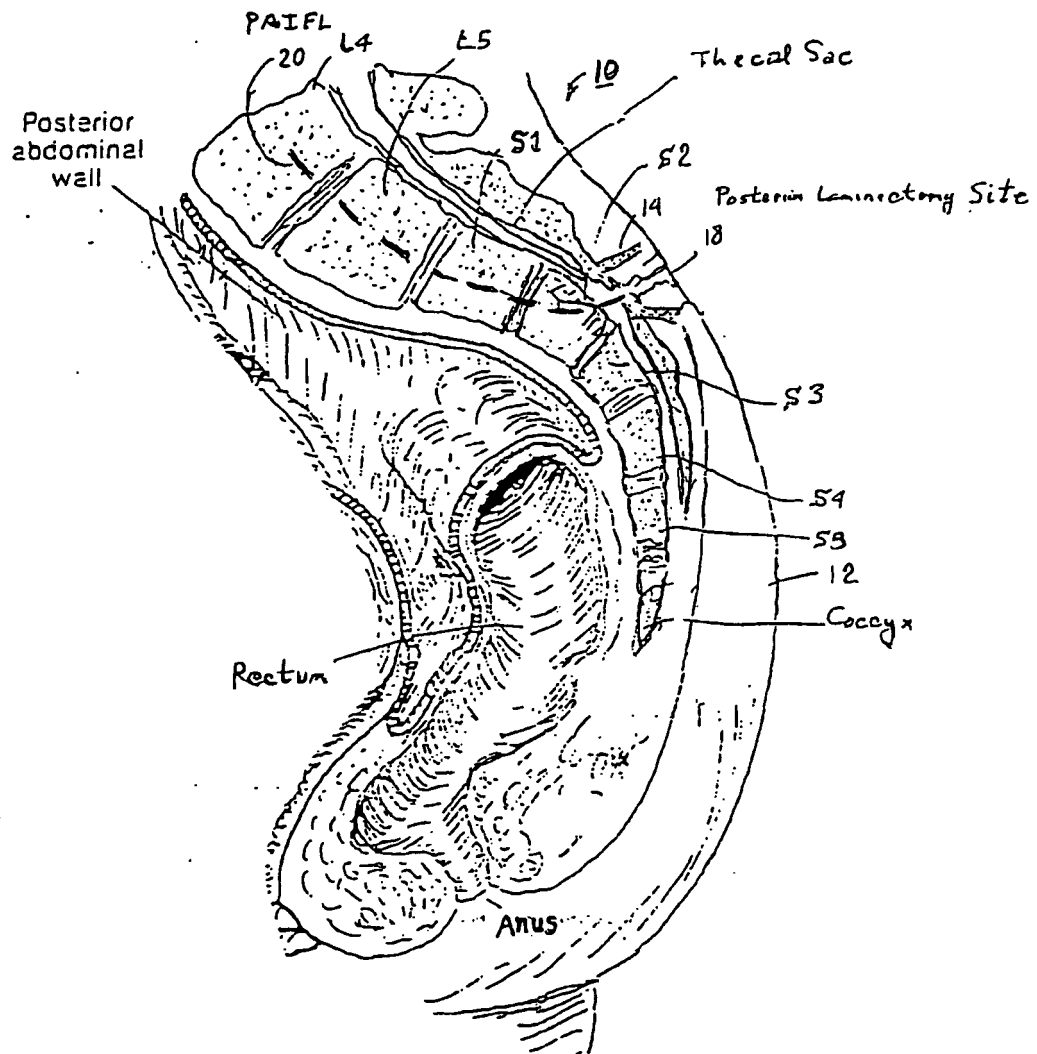 PAIFL
20
L4
L5
10
Thecal Sac
Posterior
abdominal
wall
S1
S2
14
Posterior Laminectomy Site
18
S3
S4
S5
12
Coccyx
Rectum
Anus